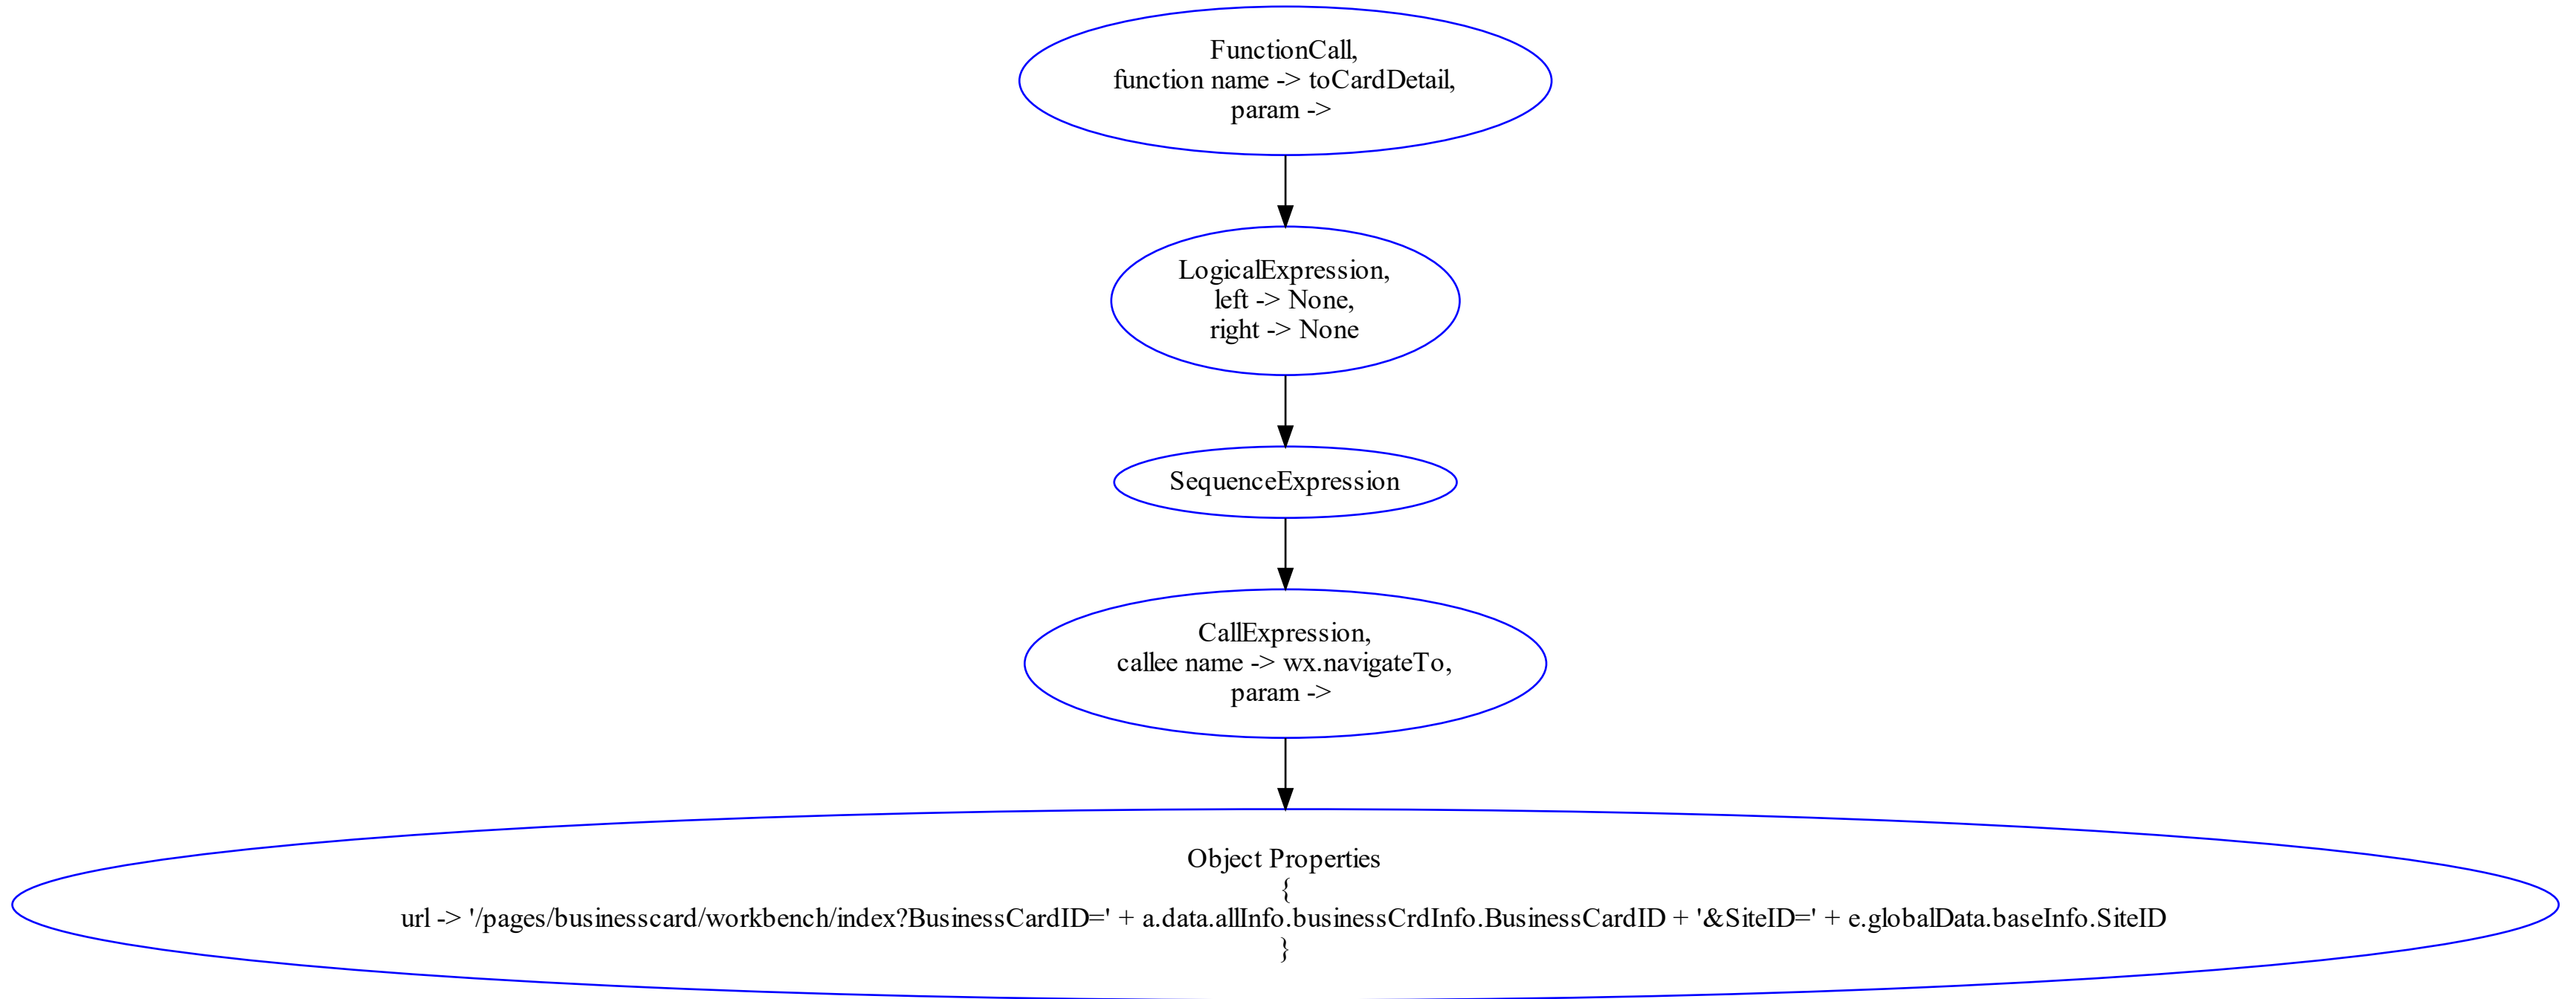 FunctionCall,
function name -> toCardDetail,
param ->
LogicalExpression,
left -> None,
right -> None
SequenceExpression
CallExpression,
callee name -> wx.navigateTo,
param ->
Object Properties
{
url -> '/pages/businesscard/workbench/index?BusinessCardID=' + a.data.allInfo.businessCrdInfo.BusinessCardID + '&SiteID=' + e.globalData.baseInfo.SiteID
}